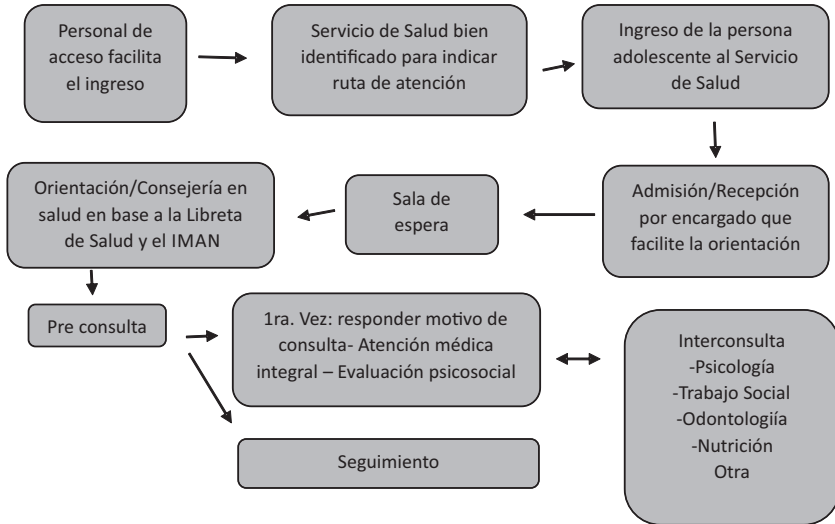 Personal de
acceso facilita
el ingreso
Servicio de Salud bien
identificado para indicar
ruta de atención
Ingreso de la persona
adolescente al Servicio
de Salud
Admisión/Recepción
por encargado que
facilite la orientación
Sala de
espera
Orientación/Consejería en
salud en base a la Libreta
de Salud y el IMAN
Pre consulta
1ra. Vez: responder motivo de
consulta- Atención médica
integral – Evaluación psicosocial
Interconsulta
-Psicología
-Trabajo Social
-Odontologiía
-Nutrición
Otra
Seguimiento